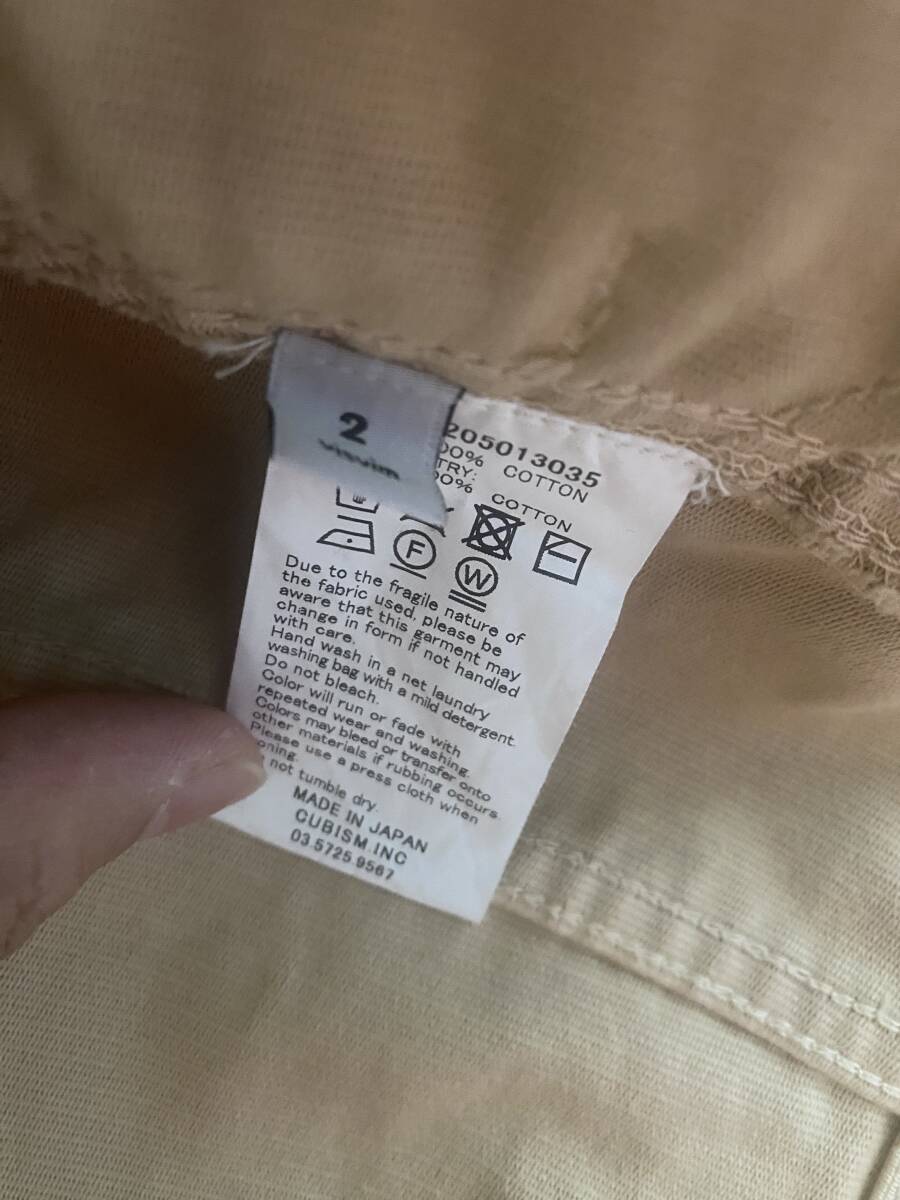 2
visvim
205013035
00% COTTON
TRY:
00% COTTON
F
W
Due to the fragile nature of
the fabric used, please be
aware that this garment may
change in form if not handled
with care.
Hand wash in a net laundry
washing bag with a mild detergent.
Do not bleach.
Color will run or fade with
repeated wear and washing.
Colors may bleed or transfer onto
other materials if rubbing occurs.
Please use a press cloth when
oning.
not tumble dry.
MADE IN JAPAN
CUBISM.INC
03.5725.9567